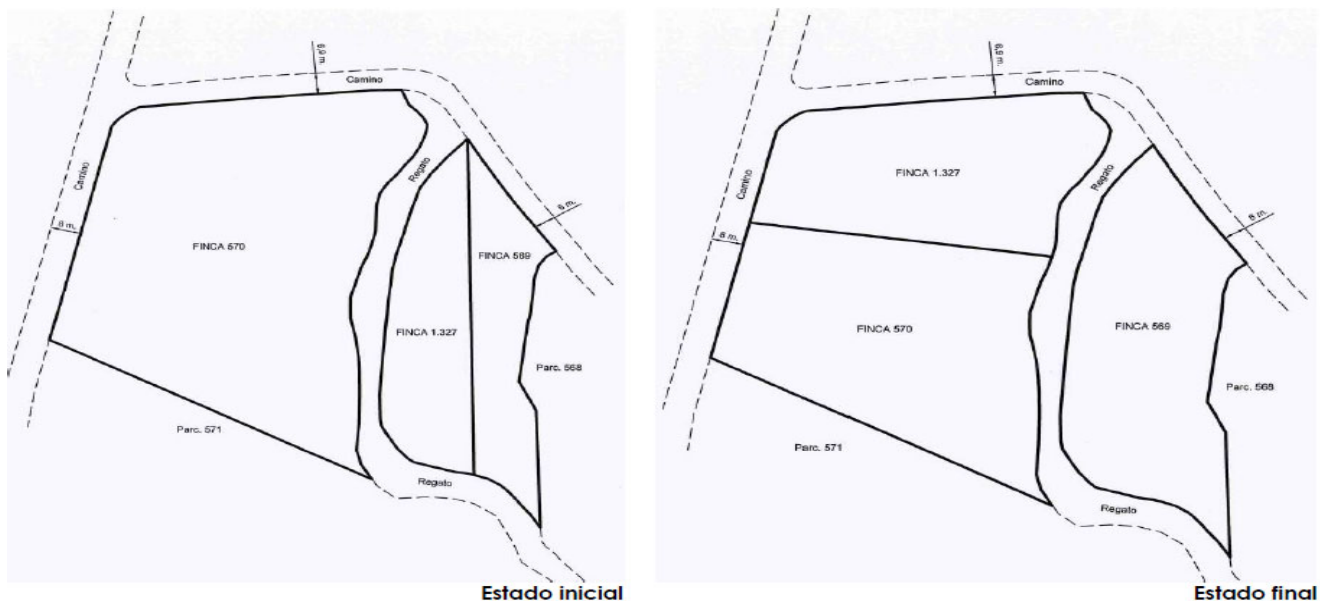 6,9 m.
Camino
Camino
Regato
6 m.
FINCA 570
FINCA 569
8 m.
FINCA 1.327
Parc. 568
Parc. 571
Regato
Estado inicial
6,9 m.
Camino
Camino
Regato
FINCA 1.327
8 m.
8 m.
FINCA 570
FINCA 569
Parc. 568
Parc. 571
Regato
Estado final